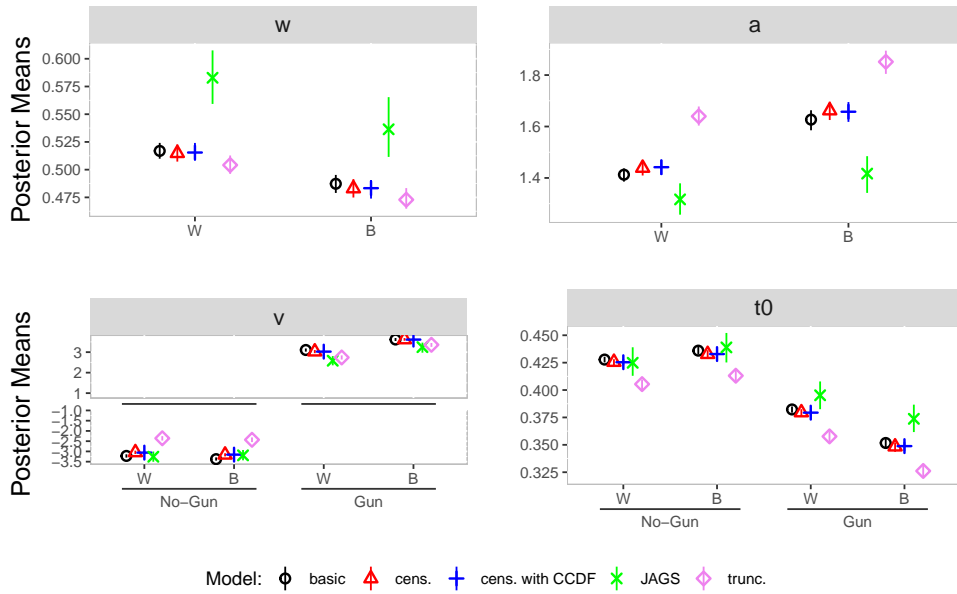 w
a
Posterior Means
0.600
0.575
0.550
0.525
0.500
0.475
W
B
1.8
1.6
1.4
W
B
v
t0
Posterior Means
3
2
1
−1.0
−1.5
−2.0
−2.5
−3.0
−3.5
W
B
W
B
No−Gun
Gun
0.450
0.425
0.400
0.375
0.350
0.325
W
B
W
B
No−Gun
Gun
Model: basic cens. cens. with CCDF JAGS trunc.